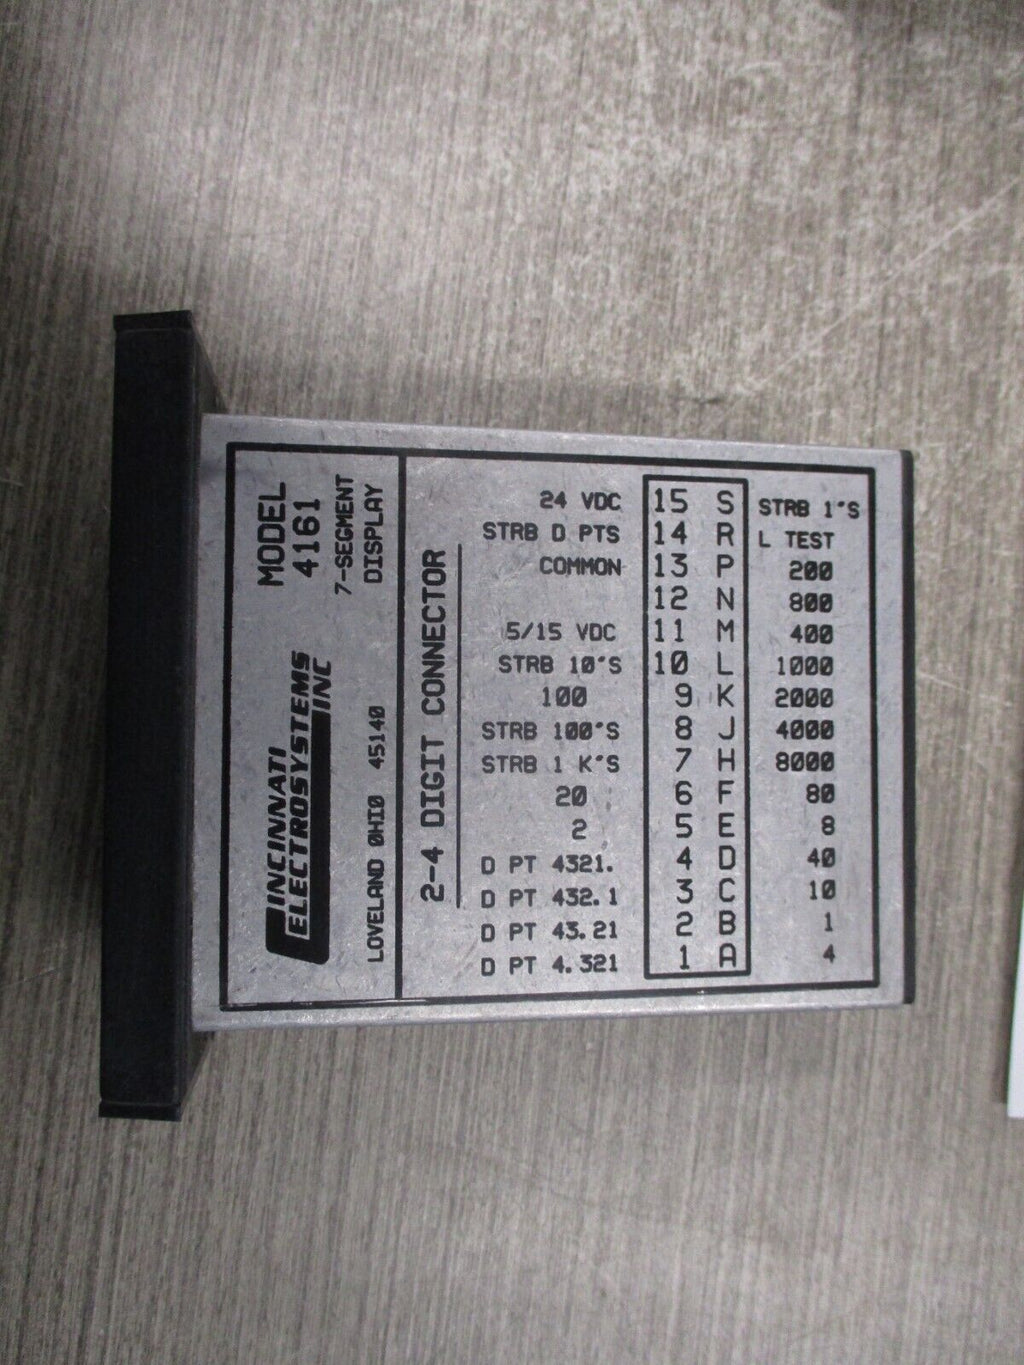 CINCINNATI
ELECTROSYSTEMS
INC
MODEL
4161
7-SEGMENT
DISPLAY
LOVELAND OHIO 45140
2-4 DIGIT CONNECTOR
24 VDC 15 S STRB 1'S
STRB D PTS 14 R L TEST
COMMON 13 P 200
12 N 800
5/15 VDC 11 M 400
STRB 10'S 10 L 1000
100 9 K 2000
STRB 100'S 8 J 4000
STRB 1 K'S 7 H 8000
20 6 F 80
2 5 E 8
D PT 4321. 4 D 40
D PT 432.1 3 C 10
D PT 43.21 2 B 1
D PT 4.321 1 A 4